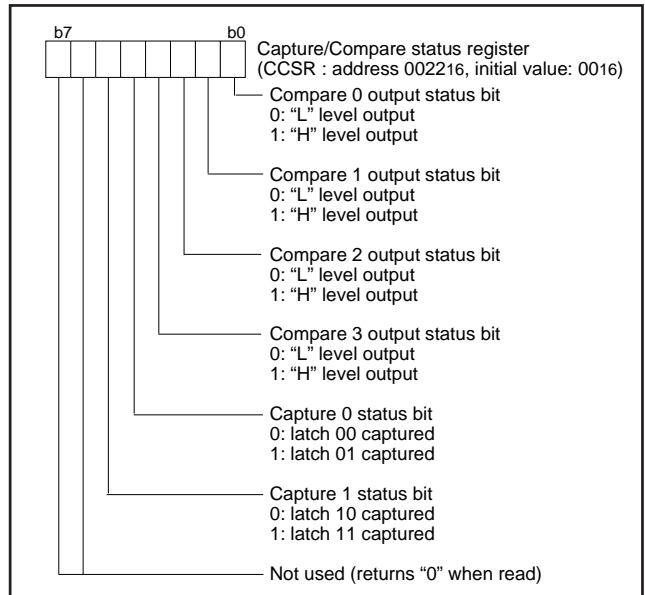 b7 b0
Capture/Compare status register
(CCSR : address 002216, initial value: 0016)
Compare 0 output status bit
0: “L” level output
1: “H” level output
Compare 1 output status bit
0: “L” level output
1: “H” level output
Compare 2 output status bit
0: “L” level output
1: “H” level output
Compare 3 output status bit
0: “L” level output
1: “H” level output
Capture 0 status bit
0: latch 00 captured
1: latch 01 captured
Capture 1 status bit
0: latch 10 captured
1: latch 11 captured
Not used (returns “0” when read)